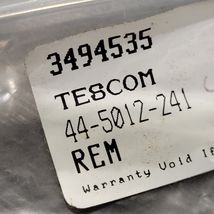 3494535
TESCOM
44-5012-241
REM
Warranty Void If